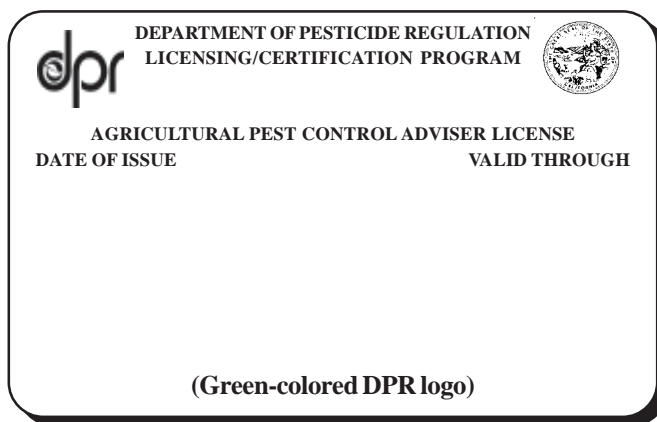 dpr
DEPARTMENT OF PESTICIDE REGULATION
LICENSING/CERTIFICATION PROGRAM
AGRICULTURAL PEST CONTROL ADVISER LICENSE
DATE OF ISSUE VALID THROUGH
(Green-colored DPR logo)